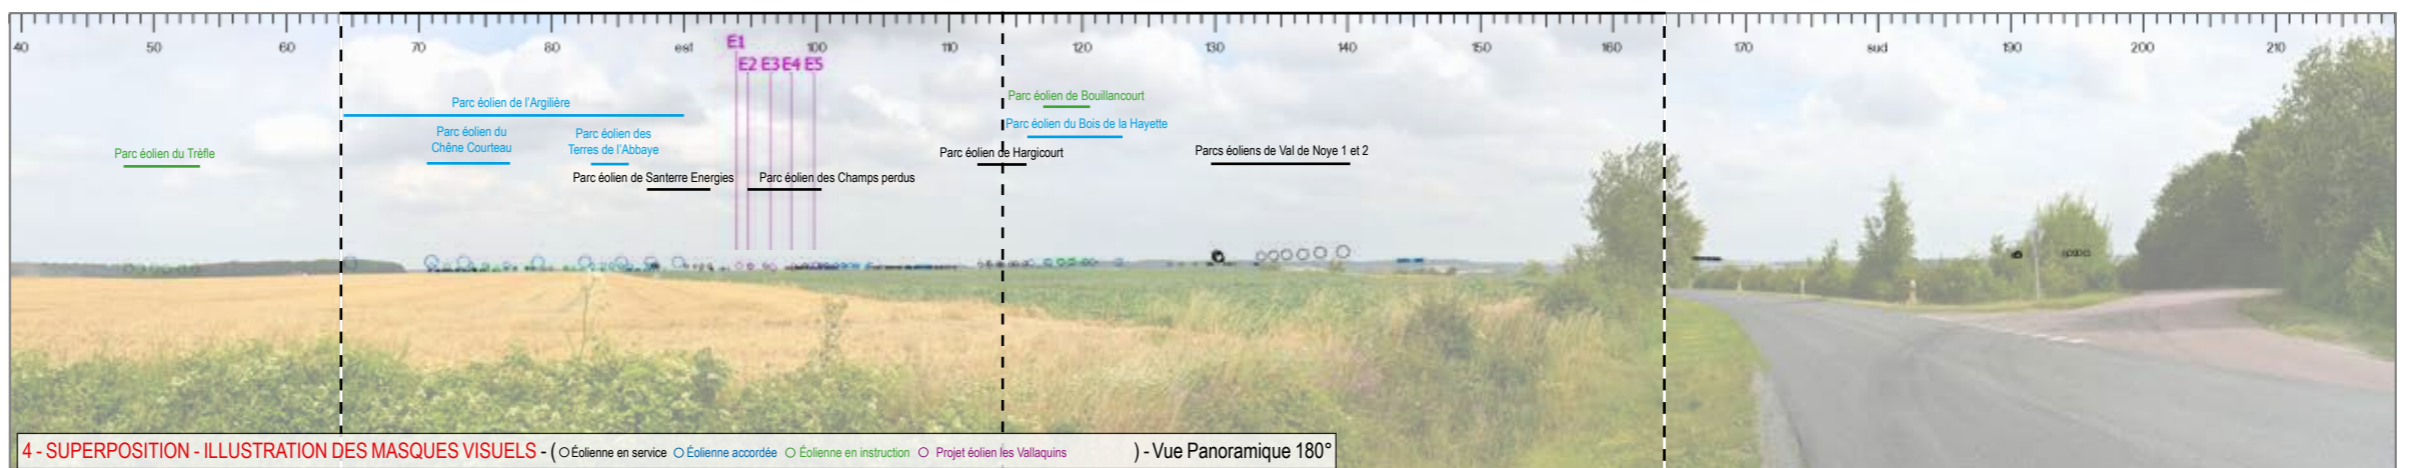 40 50 60 70 80 est 100 110 120 130 140 150 160 170 sud 190 200 210
E1
E2 E3 E4 E5
Parc éolien de l'Argilière
Parc éolien de Bouillancourt
Parc éolien du
Chêne Courteau
Parc éolien des
Terres de l'Abbaye
Parc éolien du Bois de la Hayette
Parc éolien du Trèfle
Parc éolien de Hargicourt
Parcs éoliens de Val de Noye 1 et 2
Parc éolien de Santerre Energies
Parc éolien des Champs perdus
4 - SUPERPOSITION - ILLUSTRATION DES MASQUES VISUELS - ( Éolienne en service Éolienne accordée Éolienne en instruction Projet éolien les Vallaquins ) - Vue Panoramique 180°